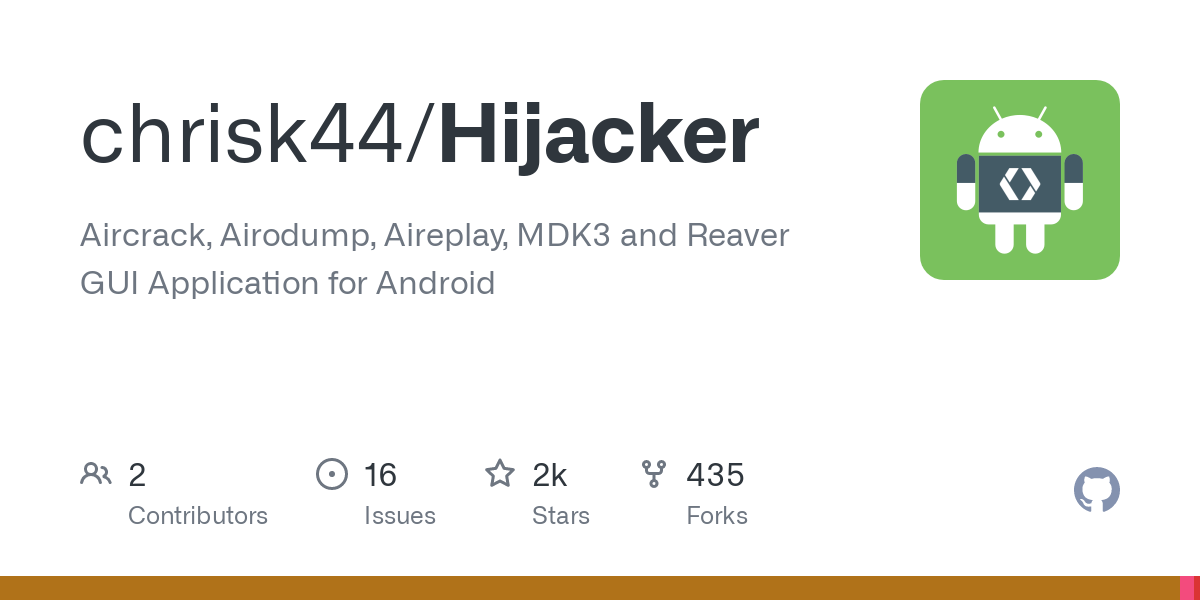 chrisk44/Hijacker
Aircrack, Airodump, Aireplay, MDK3 and Reaver
GUI Application for Android
2
Contributors
16
Issues
2k
Stars
435
Forks